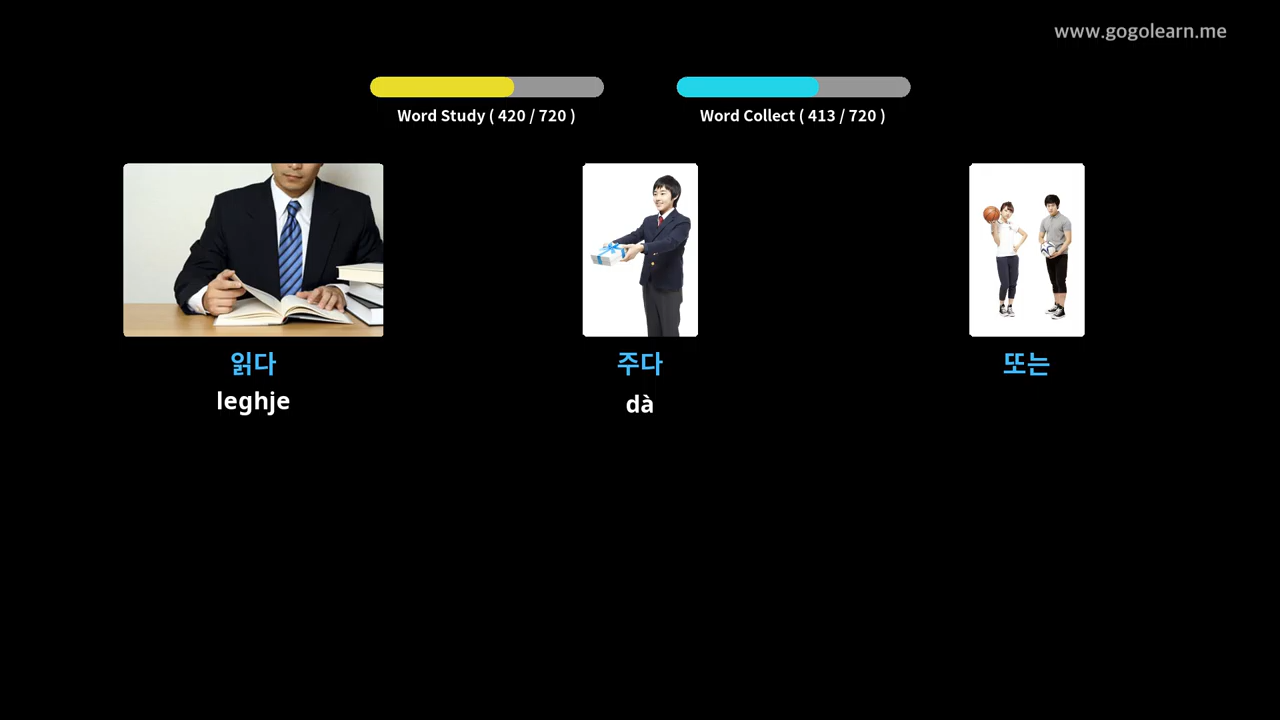 www.gogolearn.me
Word Study ( 420 / 720 )
Word Collect ( 413 / 720 )
읽다
주다
또는
leghje
dà